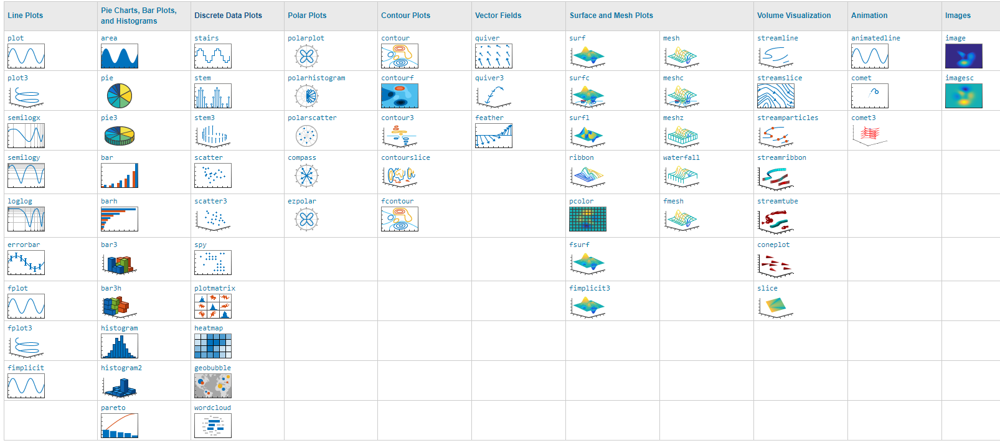 Line Plots
Pie Charts, Bar Plots,
and Histograms
Discrete Data Plots
Polar Plots
Contour Plots
Vector Fields
Surface and Mesh Plots
Volume Visualization
Animation
Images
plot
area
stairs
polarplot
contour
quiver
surf
mesh
streamline
animatedline
image
plot3
pie
stem
polarhistogram
contourf
quiver3
surfc
meshc
streamslice
comet
imagesc
semilogx
pie3
stem3
polarscatter
contour3
feather
surfl
meshz
streamparticles
comet3
semilogy
bar
scatter
compass
contourslice
ribbon
waterfall
streamribbon
loglog
barh
scatter3
ezpolar
fcontour
pcolor
fmesh
streamtube
errorbar
bar3
spy
fsurf
coneplot
fplot
bar3h
plotmatrix
fimplicit3
slice
fplot3
histogram
heatmap
fimplicit
histogram2
geobubble
pareto
wordcloud